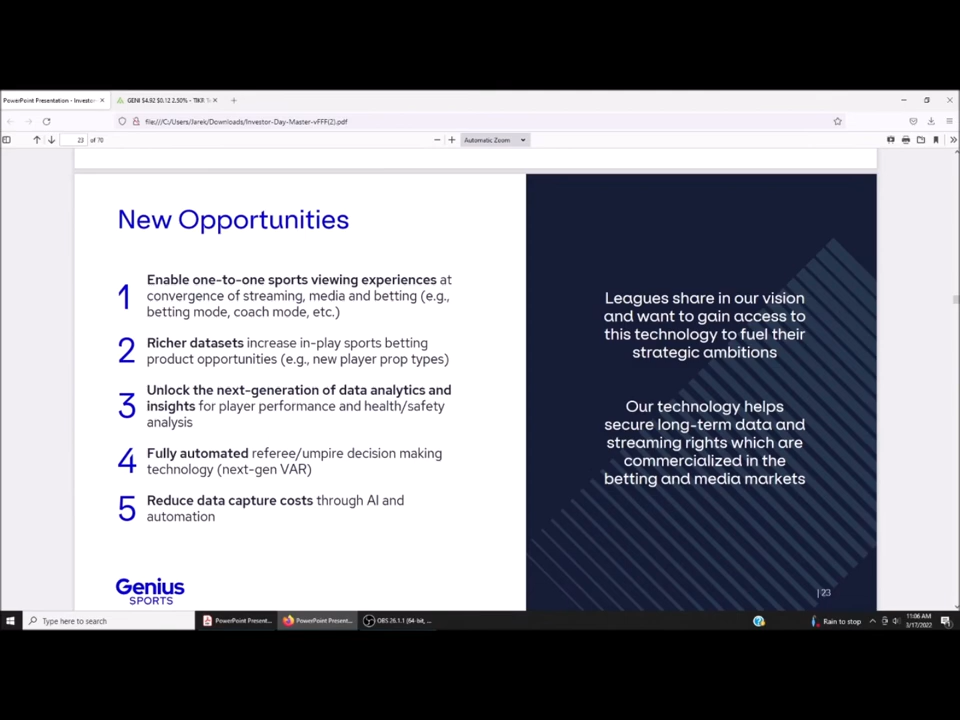 PowerPoint Presentation - Investor-
GENI $4.92 $0.12 2.50% - TIKR T
file:///C:/Users/Jarek/Downloads/Investor-Day-Master-vFFF(2).pdf
23 of 70
Automatic Zoom
New Opportunities
1
Enable one-to-one sports viewing experiences at
convergence of streaming, media and betting (e.g.,
betting mode, coach mode, etc.)
2
Richer datasets increase in-play sports betting
product opportunities (e.g., new player prop types)
3
Unlock the next-generation of data analytics and
insights for player performance and health/safety
analysis
4
Fully automated referee/umpire decision making
technology (next-gen VAR)
5
Reduce data capture costs through AI and
automation
Genius
SPORTS
Leagues share in our vision
and want to gain access to
this technology to fuel their
strategic ambitions
Our technology helps
secure long-term data and
streaming rights which are
commercialized in the
betting and media markets
| 23
Type here to search
PowerPoint Present...
PowerPoint Present...
OBS 26.1.1 (64-bit, ...
Rain to stop
11:06 AM
3/17/2022